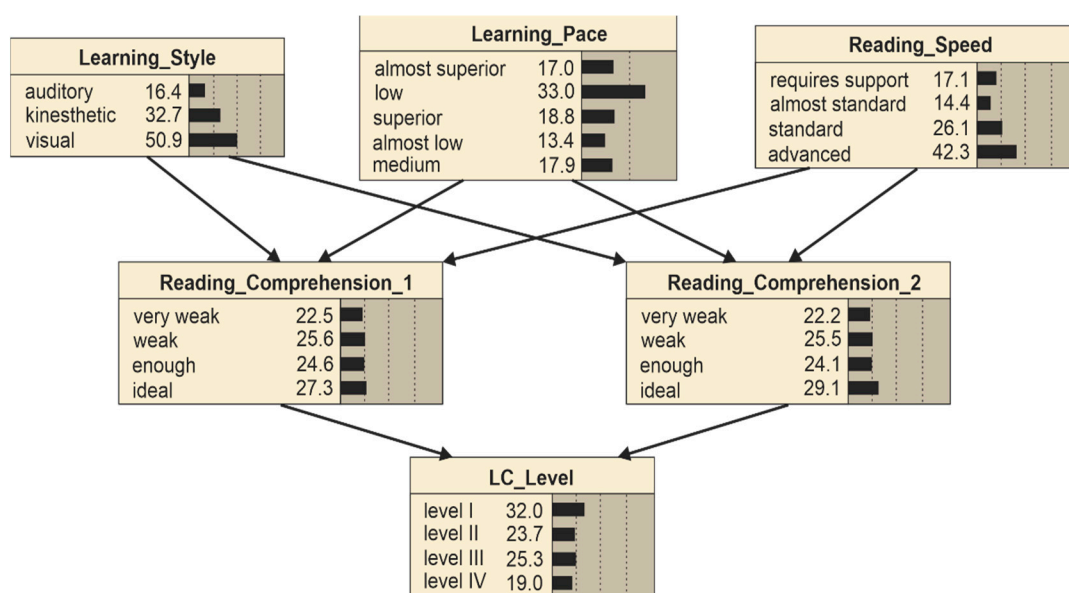 Learning_Style
auditory 16.4
kinesthetic 32.7
visual 50.9
Learning_Pace
almost superior 17.0
low 33.0
superior 18.8
almost low 13.4
medium 17.9
Reading_Speed
requires support 17.1
almost standard 14.4
standard 26.1
advanced 42.3
Reading_Comprehension_1
very weak 22.5
weak 25.6
enough 24.6
ideal 27.3
Reading_Comprehension_2
very weak 22.2
weak 25.5
enough 24.1
ideal 29.1
LC_Level
level I 32.0
level II 23.7
level III 25.3
level IV 19.0